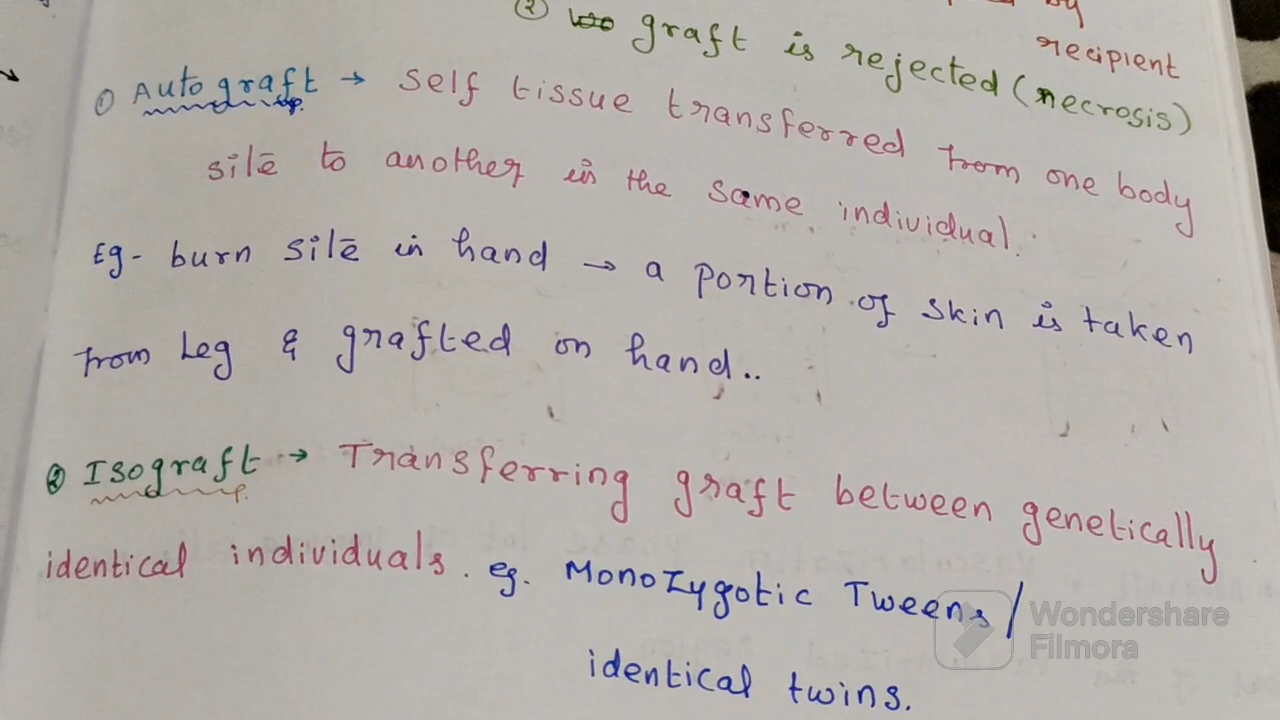 by
recipient
② graft is rejected (necrosis)
① Autograft → Self tissue transferred from one body
site to another in the same individual.
Eg- burn site in hand → a portion of skin is taken
from Leg & grafted on hand..
② Isograft → Transferring graft between genetically
identical individuals. eg. MonoZygotic Tweens/
identical twins.
Wondershare
Filmora